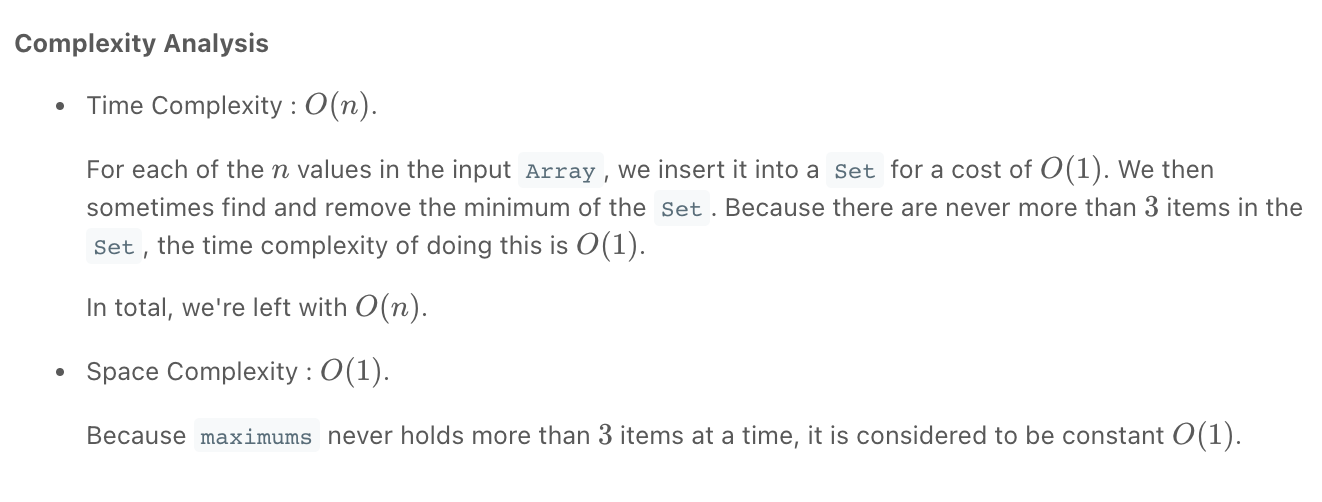 Complexity Analysis
• Time Complexity : O(n).
For each of the n values in the input Array , we insert it into a Set for a cost of O(1). We then
sometimes find and remove the minimum of the Set . Because there are never more than 3 items in the
Set , the time complexity of doing this is O(1).
In total, we're left with O(n).
• Space Complexity : O(1).
Because maximums never holds more than 3 items at a time, it is considered to be constant O(1).